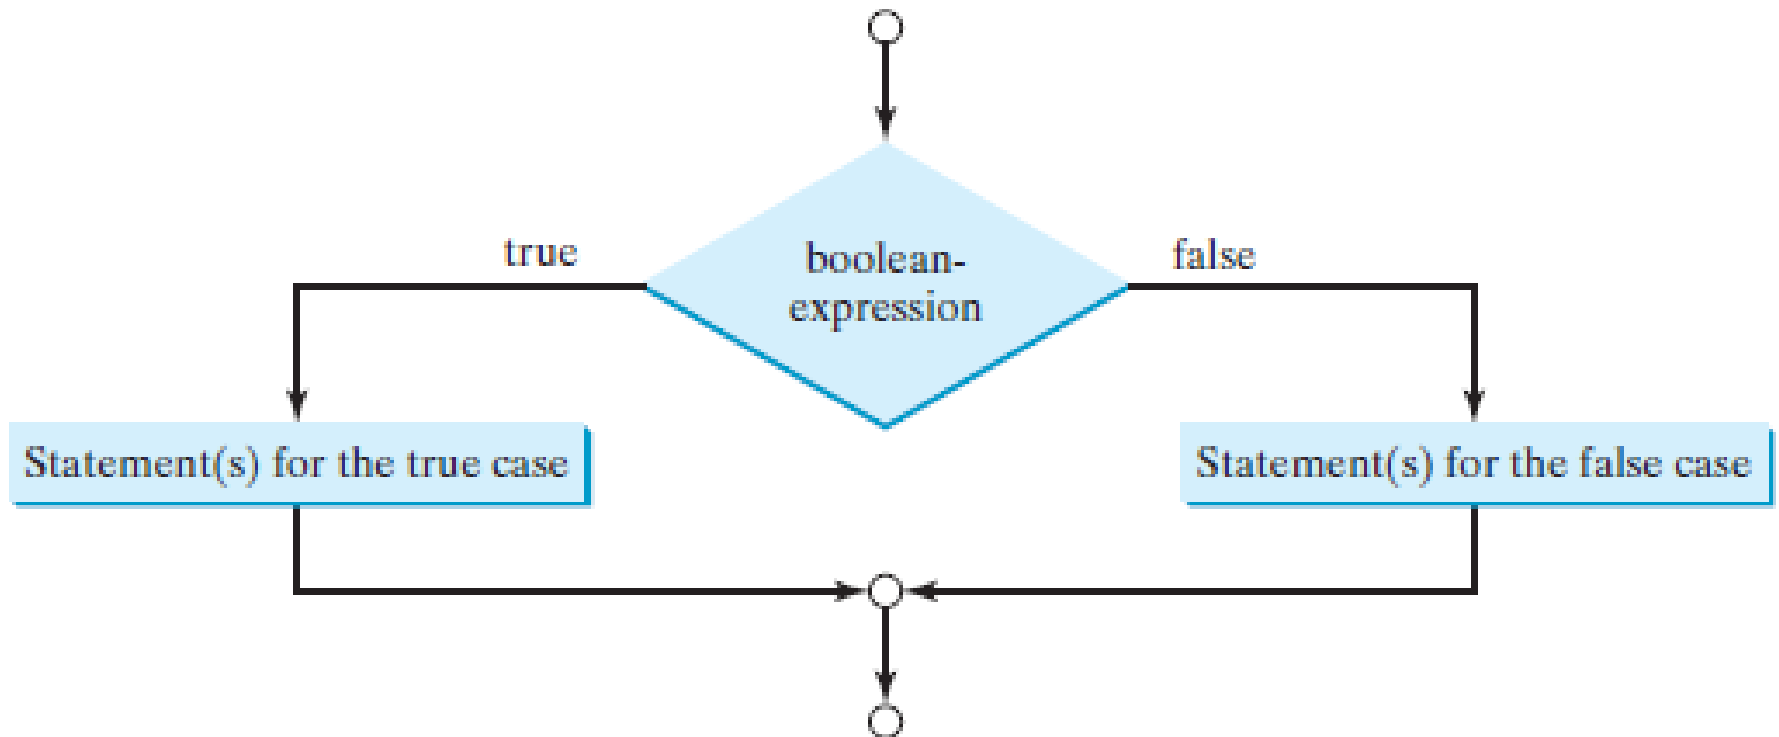 true
boolean-
expression
false
Statement(s) for the true case
Statement(s) for the false case